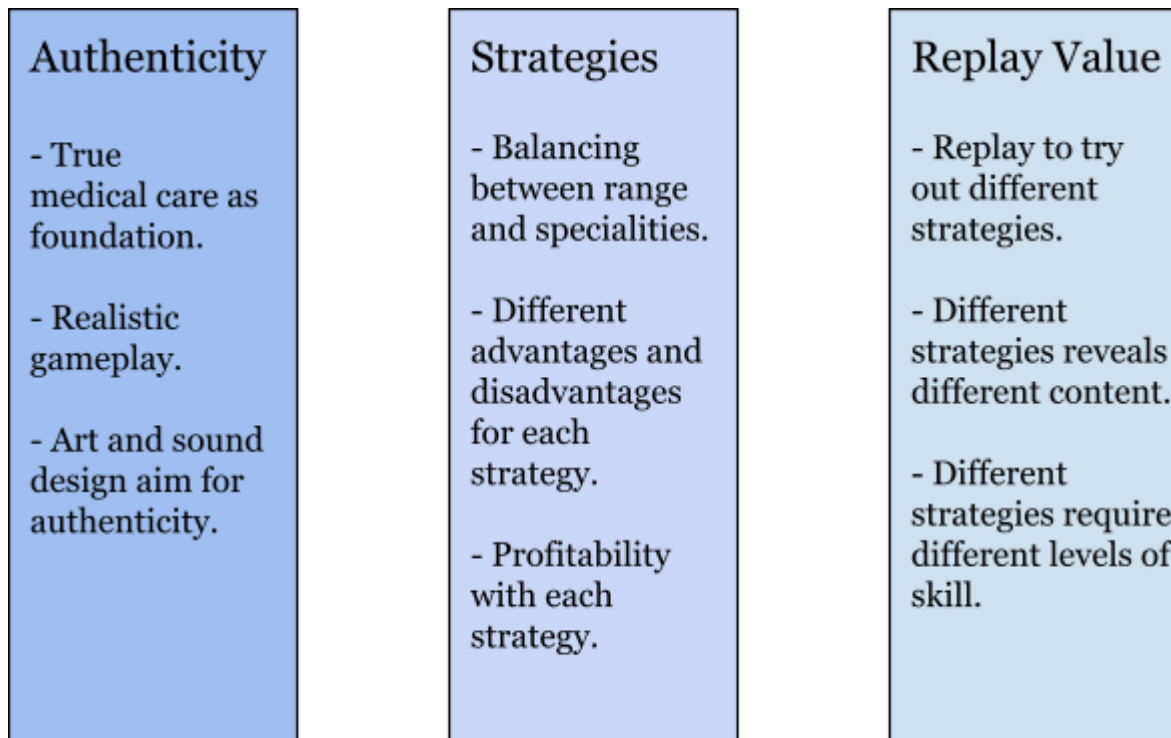 Authenticity
- True
medical care as
foundation.
- Realistic
gameplay.
- Art and sound
design aim for
authenticity.
Strategies
- Balancing
between range
and specialities.
- Different
advantages and
disadvantages
for each
strategy.
- Profitability
with each
strategy.
Replay Value
- Replay to try
out different
strategies.
- Different
strategies reveals
different content.
- Different
strategies require
different levels of
skill.